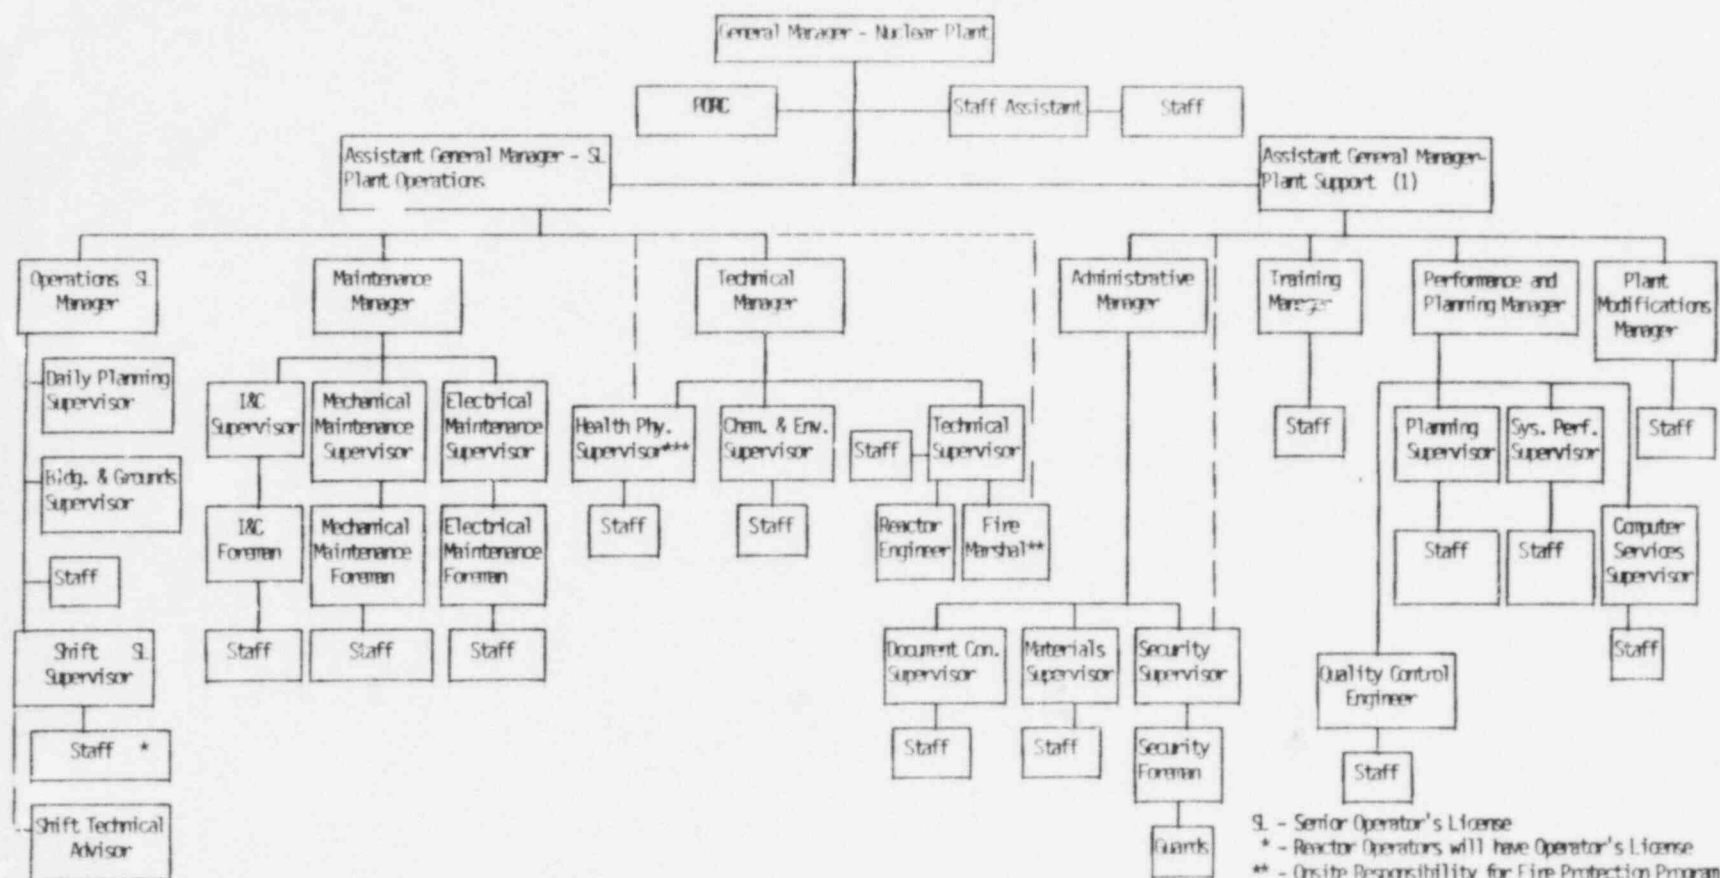 General Manager - Nuclear Plant
PORC
Staff Assistant
Staff
Assistant General Manager - SL
Plant Operations
Assistant General Manager-
Plant Support (1)
Operations SL
Manager
Maintenance
Manager
Technical
Manager
Administrative
Manager
Training
Manager
Performance and
Planning Manager
Plant
Modifications
Manager
Daily Planning
Supervisor
Bldg. & Grounds
Supervisor
Staff
Shift SL
Supervisor
Staff *
Shift Technical
Advisor
I&C
Supervisor
Mechanical
Maintenance
Supervisor
Electrical
Maintenance
Supervisor
I&C
Foreman
Mechanical
Maintenance
Foreman
Electrical
Maintenance
Foreman
Staff
Staff
Staff
Health Phy.
Supervisor***
Chem. & Env.
Supervisor
Staff
Technical
Supervisor
Staff
Staff
Reactor
Engineer
Fire
Marshal**
Document Con.
Supervisor
Materials
Supervisor
Security
Supervisor
Staff
Staff
Security
Foreman
Guards
Staff
Planning
Supervisor
Sys. Perf.
Supervisor
Staff
Staff
Staff
Computer
Services
Supervisor
Staff
Quality Control
Engineer
Staff
SL - Senior Operator's License
* - Reactor Operators will have Operator's License
** - Onsite Responsibility for Fire Protection Program